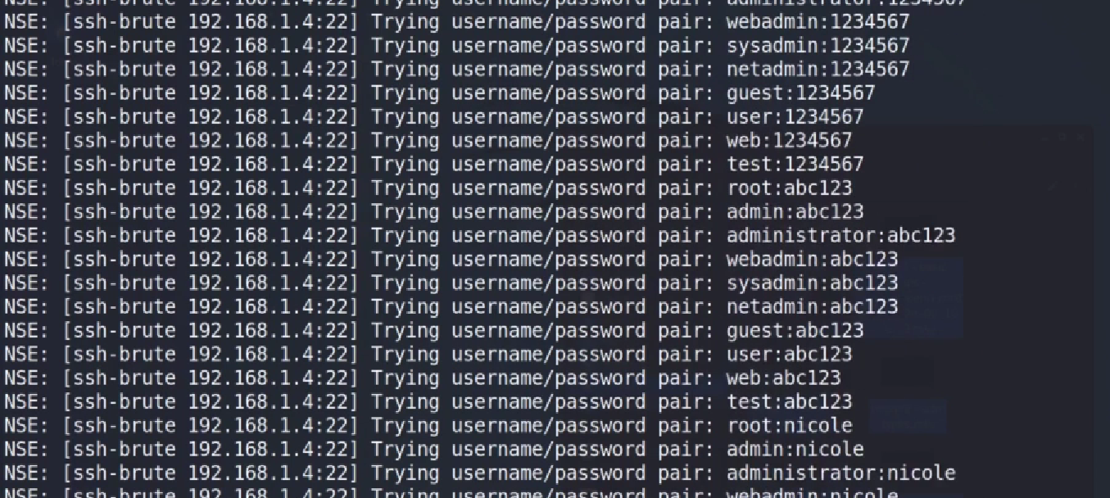 NSE: [ssh-brute 192.168.1.4:22] Trying username/password pair: administrator:1234567
NSE: [ssh-brute 192.168.1.4:22] Trying username/password pair: webadmin:1234567
NSE: [ssh-brute 192.168.1.4:22] Trying username/password pair: sysadmin:1234567
NSE: [ssh-brute 192.168.1.4:22] Trying username/password pair: netadmin:1234567
NSE: [ssh-brute 192.168.1.4:22] Trying username/password pair: guest:1234567
NSE: [ssh-brute 192.168.1.4:22] Trying username/password pair: user:1234567
NSE: [ssh-brute 192.168.1.4:22] Trying username/password pair: web:1234567
NSE: [ssh-brute 192.168.1.4:22] Trying username/password pair: test:1234567
NSE: [ssh-brute 192.168.1.4:22] Trying username/password pair: root:abc123
NSE: [ssh-brute 192.168.1.4:22] Trying username/password pair: admin:abc123
NSE: [ssh-brute 192.168.1.4:22] Trying username/password pair: administrator:abc123
NSE: [ssh-brute 192.168.1.4:22] Trying username/password pair: webadmin:abc123
NSE: [ssh-brute 192.168.1.4:22] Trying username/password pair: sysadmin:abc123
NSE: [ssh-brute 192.168.1.4:22] Trying username/password pair: netadmin:abc123
NSE: [ssh-brute 192.168.1.4:22] Trying username/password pair: guest:abc123
NSE: [ssh-brute 192.168.1.4:22] Trying username/password pair: user:abc123
NSE: [ssh-brute 192.168.1.4:22] Trying username/password pair: web:abc123
NSE: [ssh-brute 192.168.1.4:22] Trying username/password pair: test:abc123
NSE: [ssh-brute 192.168.1.4:22] Trying username/password pair: root:nicole
NSE: [ssh-brute 192.168.1.4:22] Trying username/password pair: admin:nicole
NSE: [ssh-brute 192.168.1.4:22] Trying username/password pair: administrator:nicole
NSE: [ssh-brute 192.168.1.4:22] Trying username/password pair: webadmin:nicole